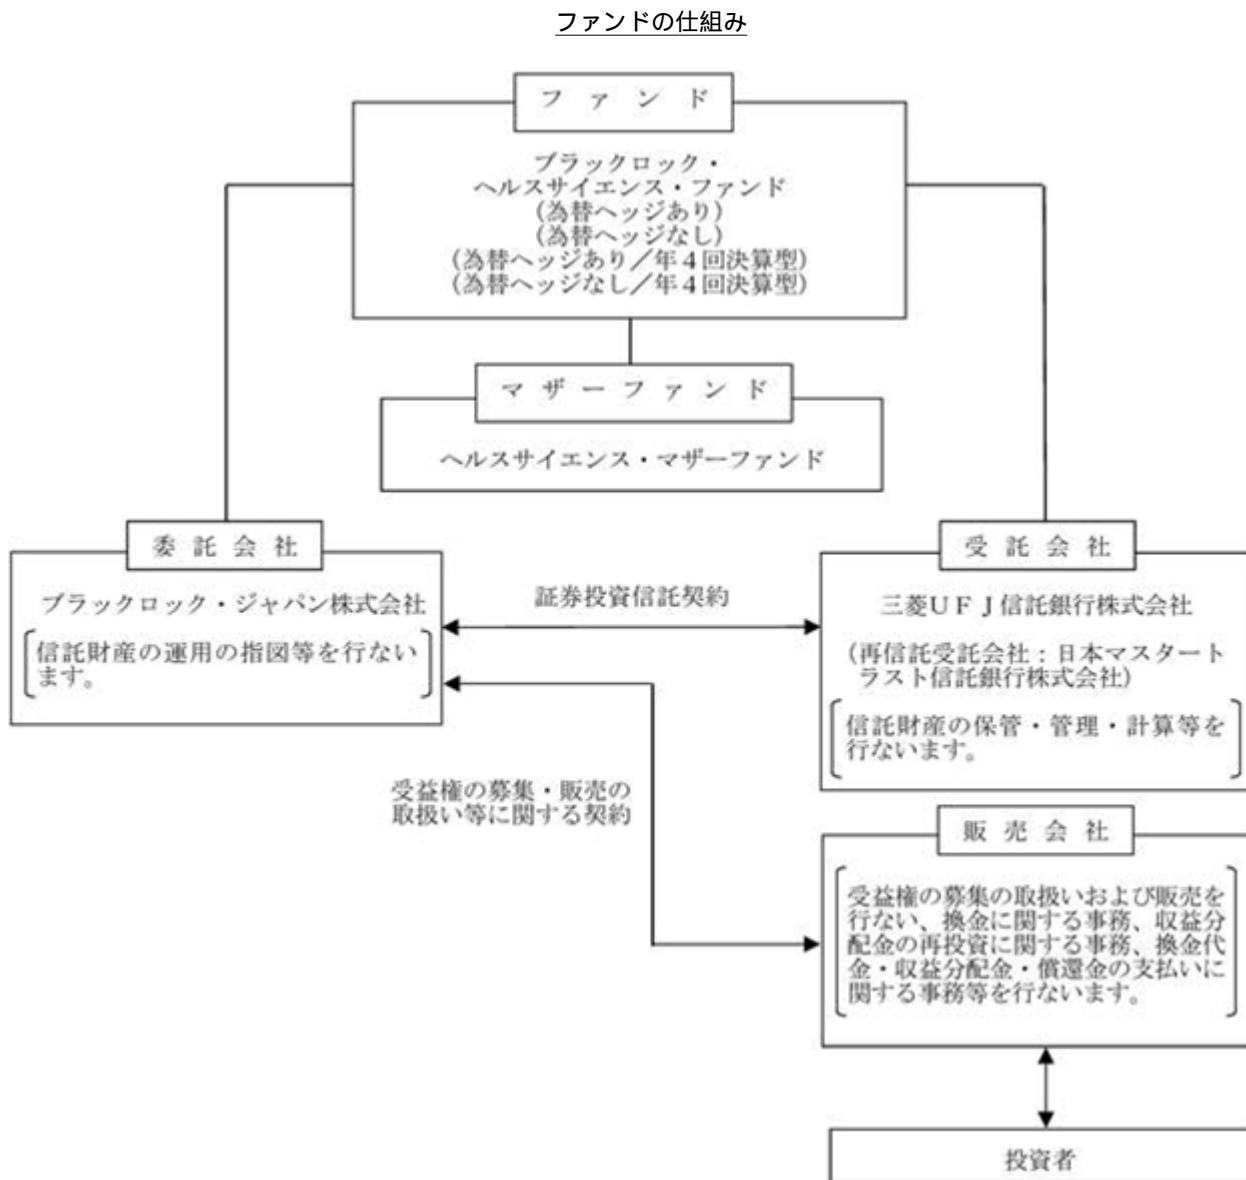 ファンドの仕組み
ファンド
ブラックロック・
ヘルスサイエンス・ファンド
(為替ヘッジあり)
(為替ヘッジなし)
(為替ヘッジあり／年４回決算型)
(為替ヘッジなし／年４回決算型)
マザーファンド
ヘルスサイエンス・マザーファンド
委託会社
ブラックロック・ジャパン株式会社
信託財産の運用の指図等を行ない
ます。
証券投資信託契約
受託会社
三菱ＵＦＪ信託銀行株式会社
(再信託受託会社：日本マスタート
ラスト信託銀行株式会社)
信託財産の保管・管理・計算等を
行ないます。
受益権の募集・販売の
取扱い等に関する契約
販売会社
受益権の募集の取扱いおよび販売を
行ない、換金に関する事務、収益分
配金の再投資に関する事務、換金代
金・収益分配金・償還金の支払いに
関する事務等を行ないます。
投資者